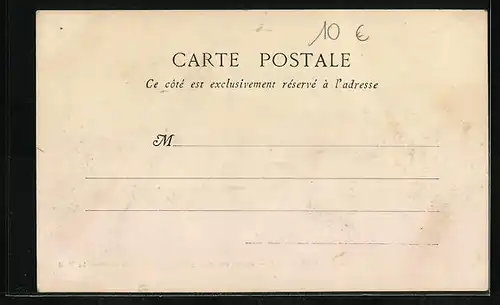 10 €
CARTE POSTALE
Ce côté est exclusivement réservé à l'adresse
M